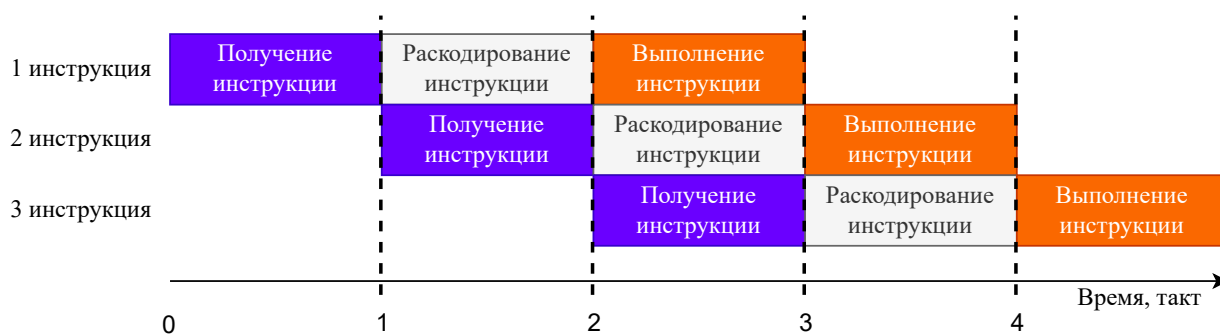 1 инструкция
Получение
инструкции
Раскодирование
инструкции
Выполнение
инструкции
2 инструкция
Получение
инструкции
Раскодирование
инструкции
Выполнение
инструкции
3 инструкция
Получение
инструкции
Раскодирование
инструкции
Выполнение
инструкции
Время, такт
0 1 2 3 4